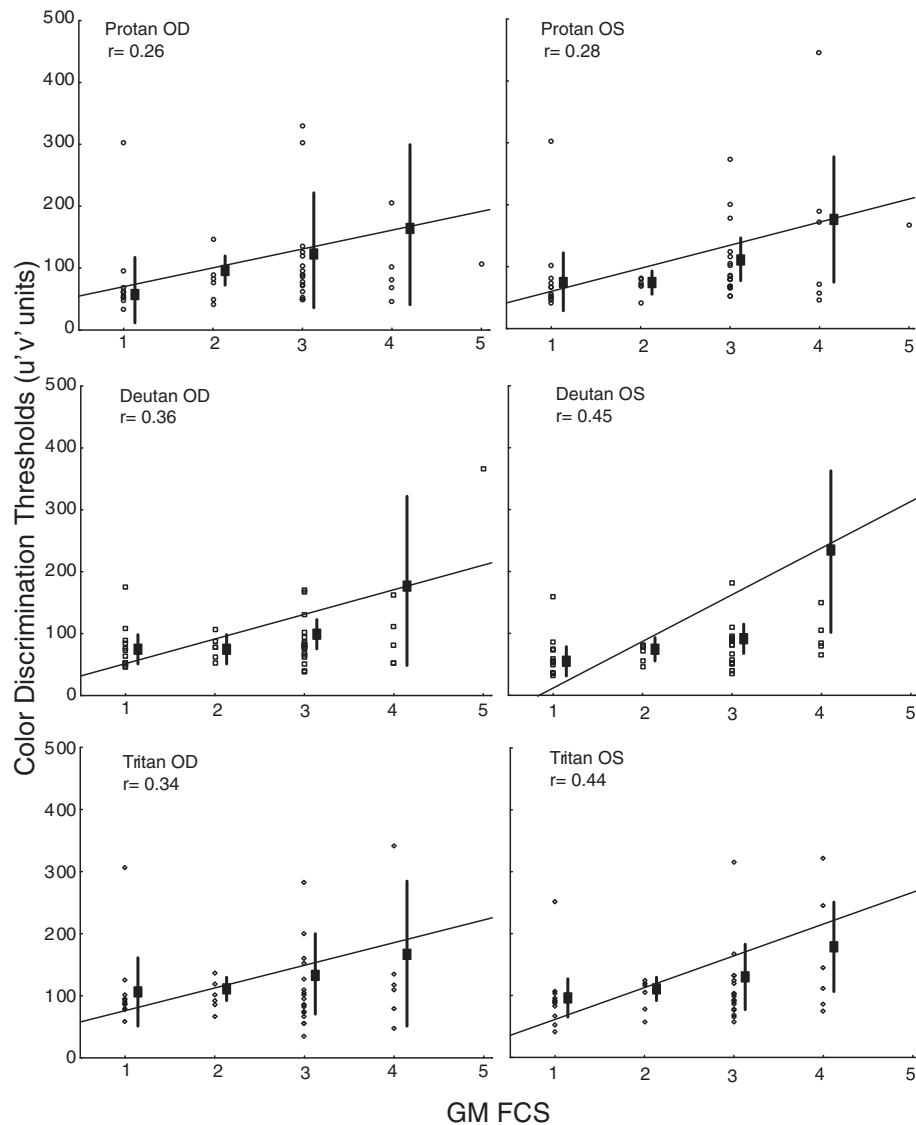 Color Discrimination Thresholds (u'v' units)
Protan OD
r= 0.26
500
400
300
200
100
0
1 2 3 4 5
Protan OS
r= 0.28
1 2 3 4 5
Deutan OD
r= 0.36
500
400
300
200
100
0
1 2 3 4 5
Deutan OS
r= 0.45
1 2 3 4 5
Tritan OD
r= 0.34
500
400
300
200
100
0
1 2 3 4 5
Tritan OS
r= 0.44
1 2 3 4 5
GM FCS